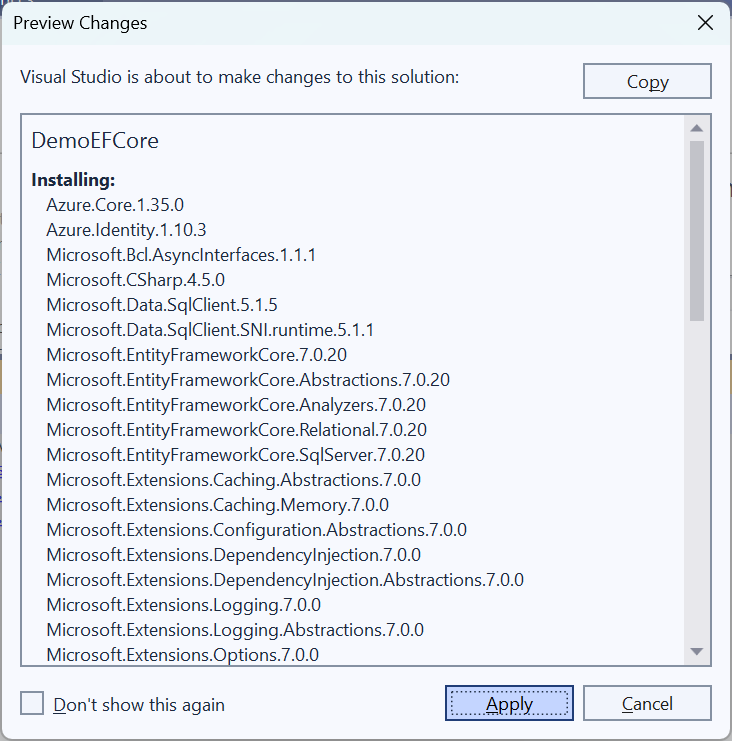 Preview Changes
Visual Studio is about to make changes to this solution:
Copy
DemoEFCore
Installing:
Azure.Core.1.35.0
Azure.Identity.1.10.3
Microsoft.Bcl.AsyncInterfaces.1.1.1
Microsoft.CSharp.4.5.0
Microsoft.Data.SqlClient.5.1.5
Microsoft.Data.SqlClient.SNI.runtime.5.1.1
Microsoft.EntityFrameworkCore.7.0.20
Microsoft.EntityFrameworkCore.Abstractions.7.0.20
Microsoft.EntityFrameworkCore.Analyzers.7.0.20
Microsoft.EntityFrameworkCore.Relational.7.0.20
Microsoft.EntityFrameworkCore.SqlServer.7.0.20
Microsoft.Extensions.Caching.Abstractions.7.0.0
Microsoft.Extensions.Caching.Memory.7.0.0
Microsoft.Extensions.Configuration.Abstractions.7.0.0
Microsoft.Extensions.DependencyInjection.7.0.0
Microsoft.Extensions.DependencyInjection.Abstractions.7.0.0
Microsoft.Extensions.Logging.7.0.0
Microsoft.Extensions.Logging.Abstractions.7.0.0
Microsoft.Extensions.Options.7.0.0
Don't show this again
Apply
Cancel